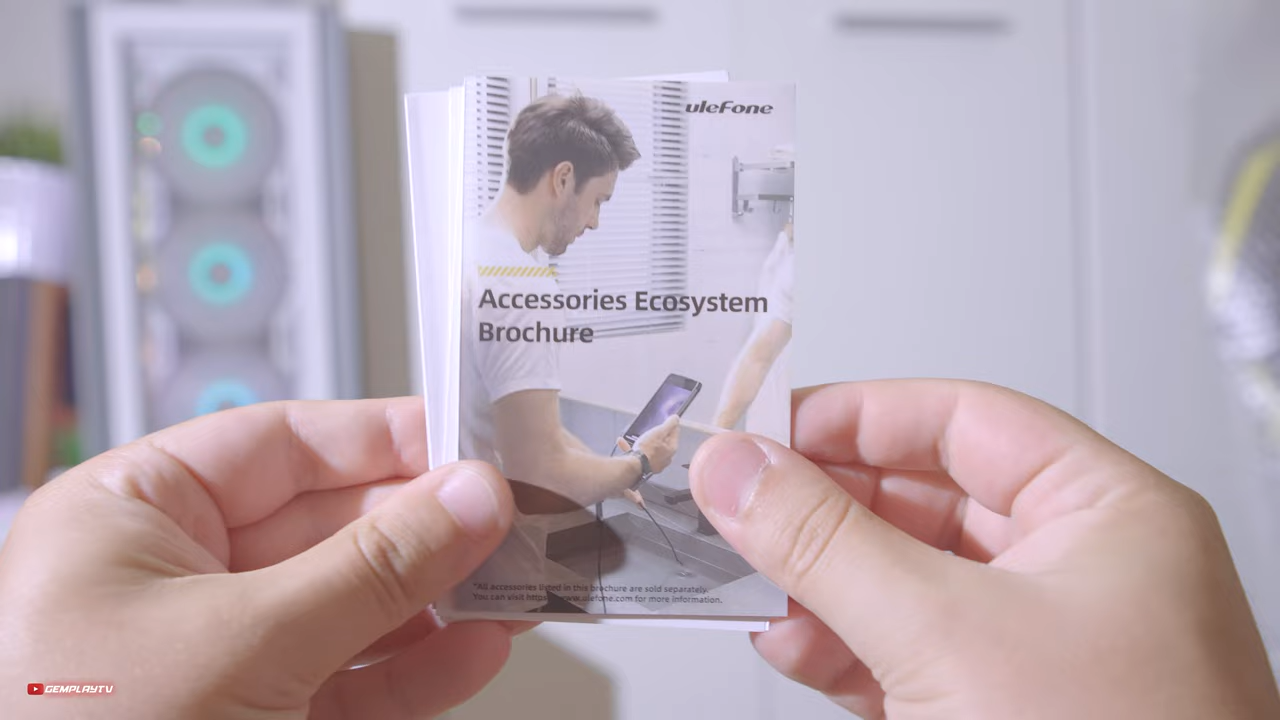 uleFone
Accessories Ecosystem
Brochure
*All accessories listed in this brochure are sold separately.
You can visit https://www.ulefone.com for more information.
GEMPLAYTV